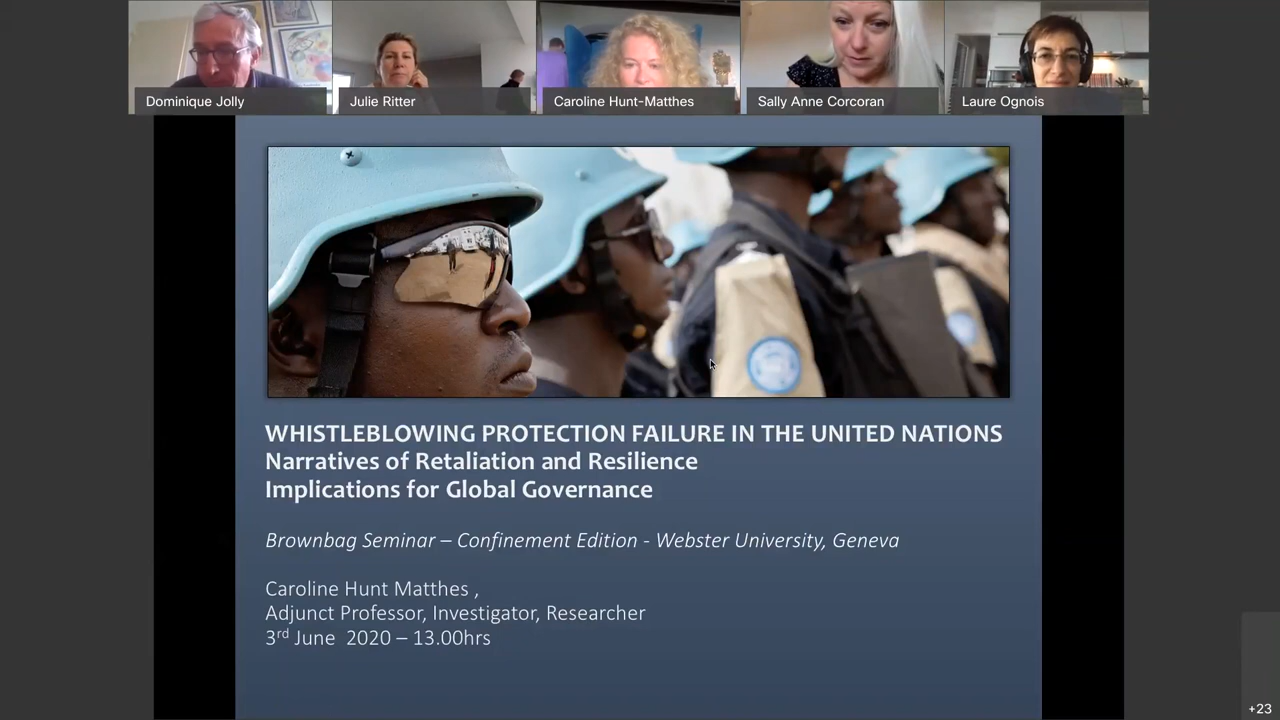 Dominique Jolly
Julie Ritter
Caroline Hunt-Matthes
Sally Anne Corcoran
Laure Ognois
WHISTLEBLOWING PROTECTION FAILURE IN THE UNITED NATIONS
Narratives of Retaliation and Resilience
Implications for Global Governance
Brownbag Seminar – Confinement Edition - Webster University, Geneva
Caroline Hunt Matthes ,
Adjunct Professor, Investigator, Researcher
3rd June 2020 – 13.00hrs
+23